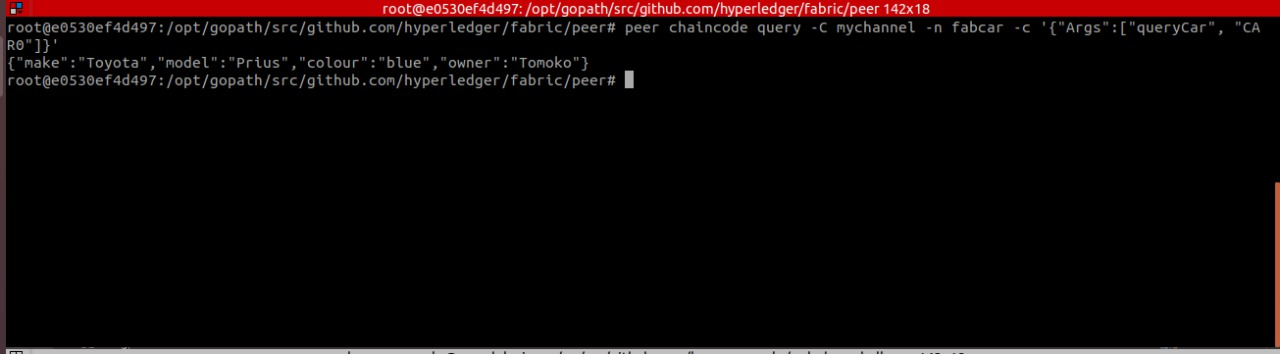 root@e0530ef4d497: /opt/gopath/src/github.com/hyperledger/fabric/peer 142x18
root@e0530ef4d497:/opt/gopath/src/github.com/hyperledger/fabric/peer# peer chaincode query -C mychannel -n fabcar -c '{"Args":["queryCar", "CA
R0"]}'
{"make":"Toyota","model":"Prius","colour":"blue","owner":"Tomoko"}
root@e0530ef4d497:/opt/gopath/src/github.com/hyperledger/fabric/peer#